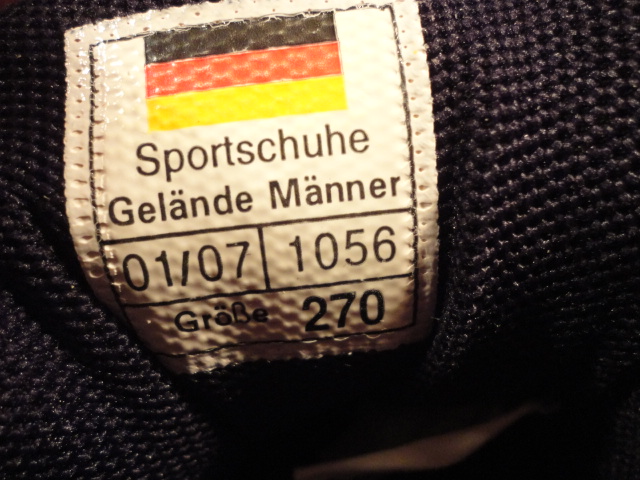 Sportschuhe
Gelände Männer
01/07 1056
Größe 270